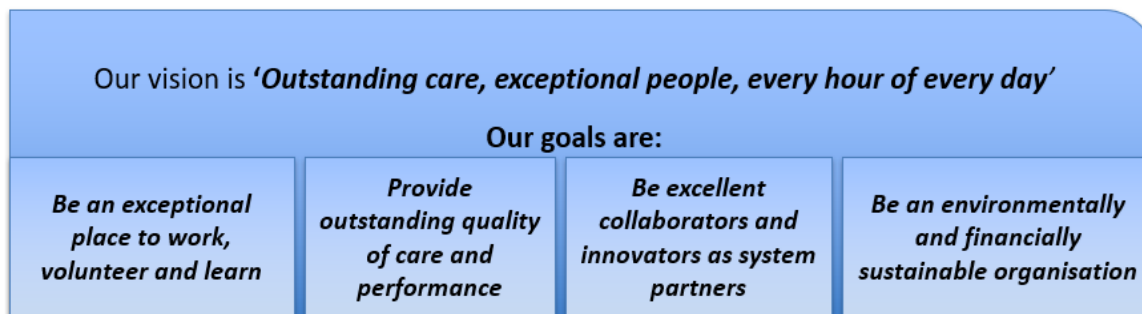 Our vision is ‘Outstanding care, exceptional people, every hour of every day’
Our goals are:
Be an exceptional
place to work,
volunteer and learn
Provide
outstanding quality
of care and
performance
Be excellent
collaborators and
innovators as system
partners
Be an environmentally
and financially
sustainable organisation